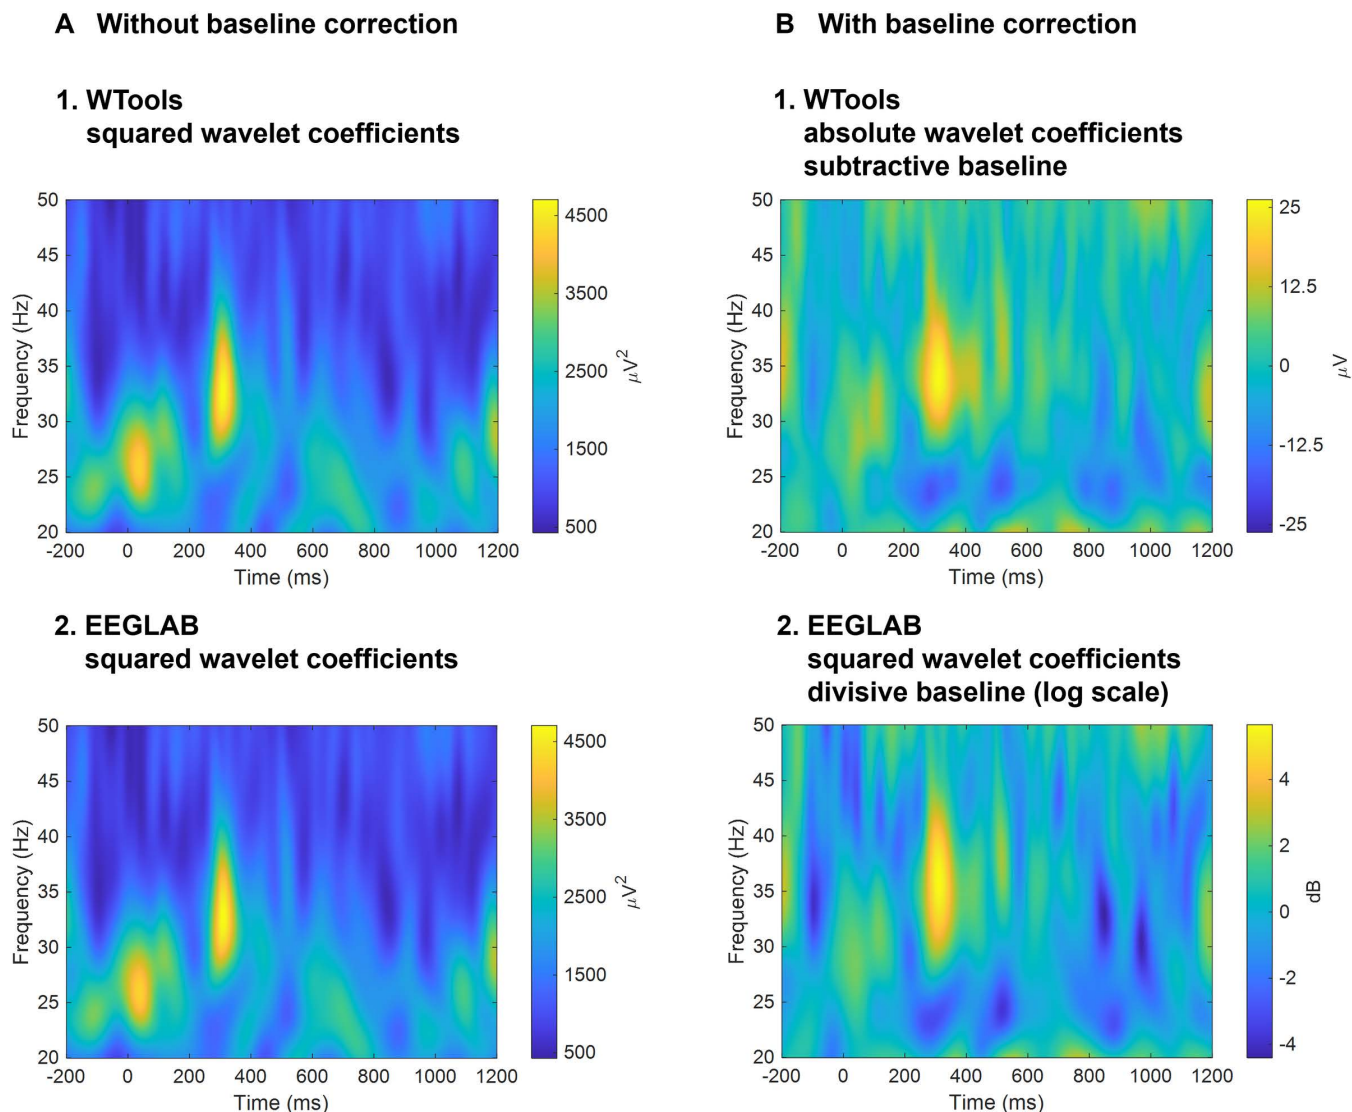 A Without baseline correction
B With baseline correction
1. WTools
squared wavelet coefficients
1. WTools
absolute wavelet coefficients
subtractive baseline
50
45
40
35
30
25
20
Frequency (Hz)
-200 0 200 400 600 800 1000 1200
Time (ms)
4500
3500
2500
1500
500
μV²
50
45
40
35
30
25
20
Frequency (Hz)
-200 0 200 400 600 800 1000 1200
Time (ms)
25
12.5
0
-12.5
-25
μV
2. EEGLAB
squared wavelet coefficients
2. EEGLAB
squared wavelet coefficients
divisive baseline (log scale)
50
45
40
35
30
25
20
Frequency (Hz)
-200 0 200 400 600 800 1000 1200
Time (ms)
4500
3500
2500
1500
500
μV²
50
45
40
35
30
25
20
Frequency (Hz)
-200 0 200 400 600 800 1000 1200
Time (ms)
4
2
0
-2
-4
dB